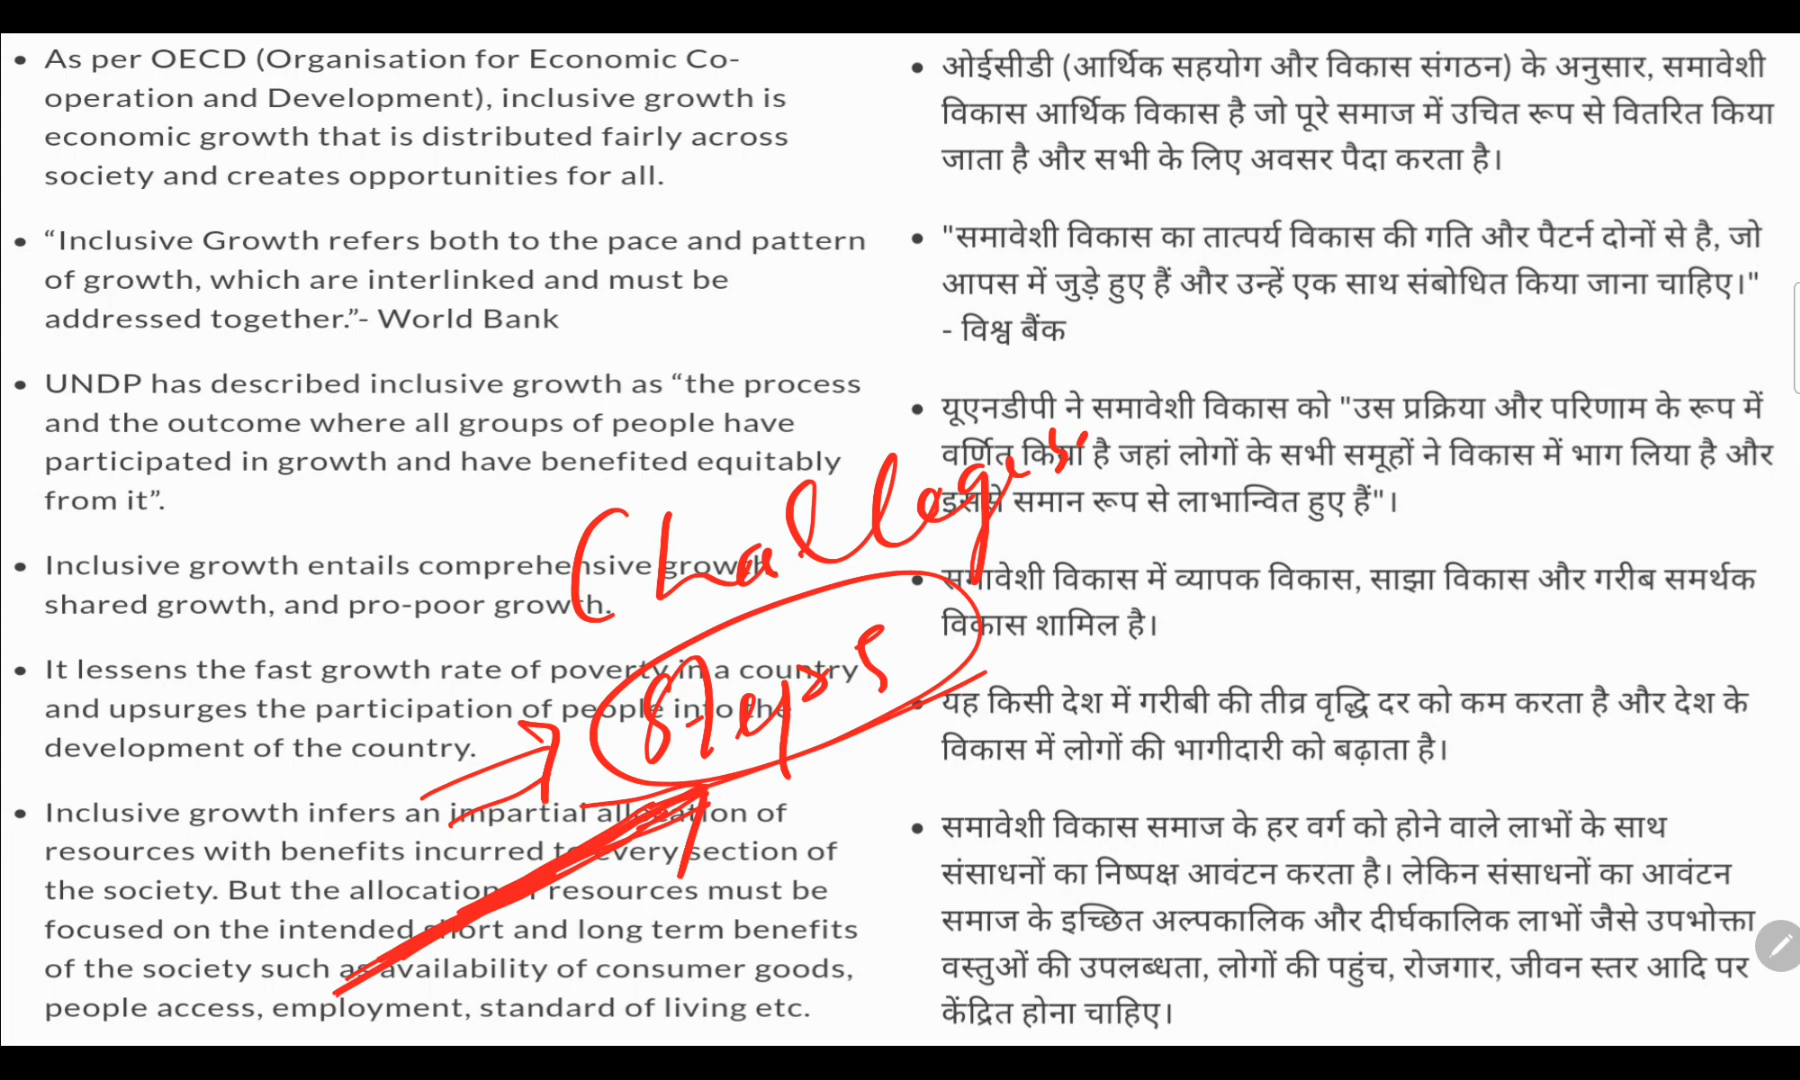 • As per OECD (Organisation for Economic Co-
operation and Development), inclusive growth is
economic growth that is distributed fairly across
society and creates opportunities for all.
• “Inclusive Growth refers both to the pace and pattern
of growth, which are interlinked and must be
addressed together.”- World Bank
• UNDP has described inclusive growth as “the process
and the outcome where all groups of people have
participated in growth and have benefited equitably
from it”.
• Inclusive growth entails comprehensive growth,
shared growth, and pro-poor growth.
• It lessens the fast growth rate of poverty in a country
and upsurges the participation of people into the
development of the country.
• Inclusive growth infers an impartial allocation of
resources with benefits incurred to every section of
the society. But the allocation of resources must be
focused on the intended short and long term benefits
of the society such as availability of consumer goods,
people access, employment, standard of living etc.
• ओईसीडी (आर्थिक सहयोग और विकास संगठन) के अनुसार, समावेशी
विकास आर्थिक विकास है जो पूरे समाज में उचित रूप से वितरित किया
जाता है और सभी के लिए अवसर पैदा करता है।
• "समावेशी विकास का तात्पर्य विकास की गति और पैटर्न दोनों से है, जो
आपस में जुड़े हुए हैं और उन्हें एक साथ संबोधित किया जाना चाहिए।"
- विश्व बैंक
• यूएनडीपी ने समावेशी विकास को "उस प्रक्रिया और परिणाम के रूप में
वर्णित किया है जहां लोगों के सभी समूहों ने विकास में भाग लिया है और
इससे समान रूप से लाभान्वित हुए हैं"।
• समावेशी विकास में व्यापक विकास, साझा विकास और गरीब समर्थक
विकास शामिल है।
• यह किसी देश में गरीबी की तीव्र वृद्धि दर को कम करता है और देश के
विकास में लोगों की भागीदारी को बढ़ाता है।
• समावेशी विकास समाज के हर वर्ग को होने वाले लाभों के साथ
संसाधनों का निष्पक्ष आवंटन करता है। लेकिन संसाधनों का आवंटन
समाज के इच्छित अल्पकालिक और दीर्घकालिक लाभों जैसे उपभोक्ता
वस्तुओं की उपलब्धता, लोगों की पहुंच, रोजगार, जीवन स्तर आदि पर
केंद्रित होना चाहिए।
Challeges
Steps